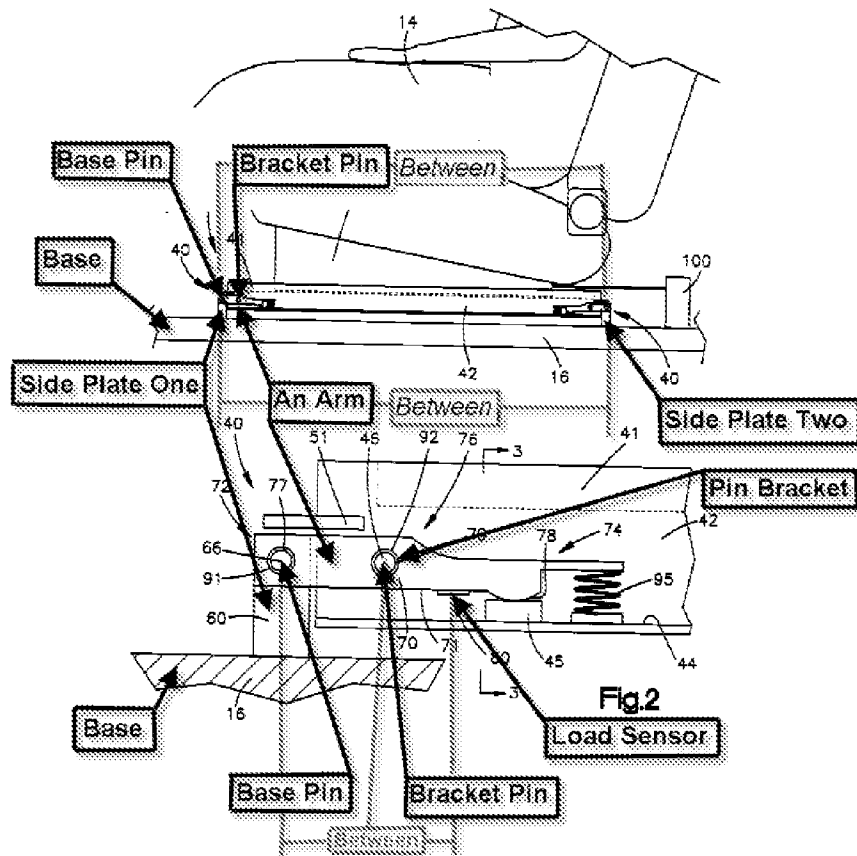 14
Base Pin
Bracket Pin
Between
40
41
Base
100
42
16
40
Side Plate One
An Arm
Between
Side Plate Two
40
51
46
92
76
3
41
Pin Bracket
72
77
42
78
74
66
91
95
60
70
80
45
44
3
16
Fig.2
Base
Load Sensor
Base Pin
Bracket Pin
Between